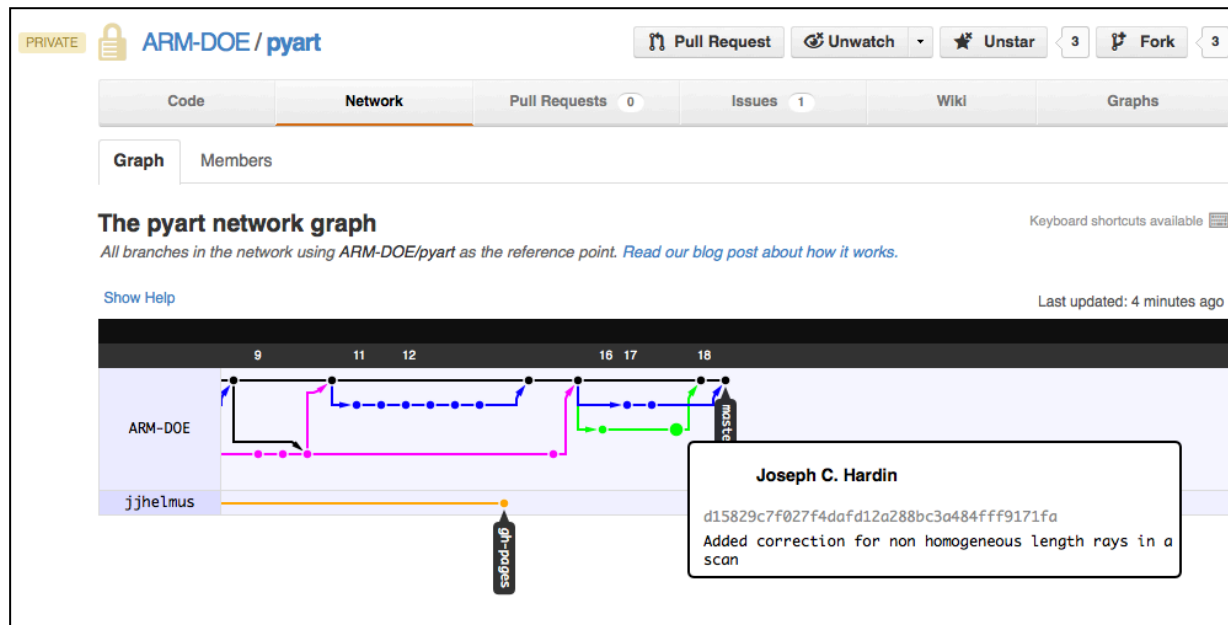 PRIVATE ARM-DOE / pyart Pull Request Unwatch Unstar 3 Fork 3
Code Network Pull Requests 0 Issues 1 Wiki Graphs
Graph Members
The pyart network graph
Keyboard shortcuts available
All branches in the network using ARM-DOE/pyart as the reference point. Read our blog post about how it works.
Show Help
Last updated: 4 minutes ago
9 11 12 16 17 18
ARM-DOE
maste
Joseph C. Hardin
d15829c7f027f4dafd12a288bc3a484fff9171fa
Added correction for non homogeneous length rays in a
scan
jjhelmus
gh-pages